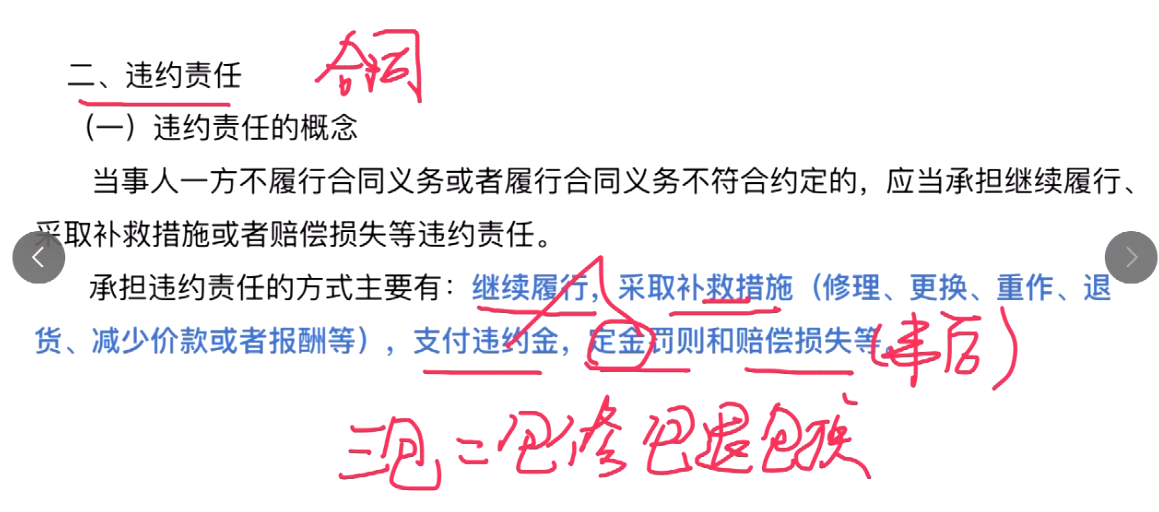 二、违约责任 合同
（一）违约责任的概念
当事人一方不履行合同义务或者履行合同义务不符合约定的，应当承担继续履行、
采取补救措施或者赔偿损失等违约责任。
承担违约责任的方式主要有：继续履行，采取补救措施（修理、更换、重作、退
货、减少价款或者报酬等），支付违约金，定金罚则和赔偿损失等。（事后）
三包=包修包退包换